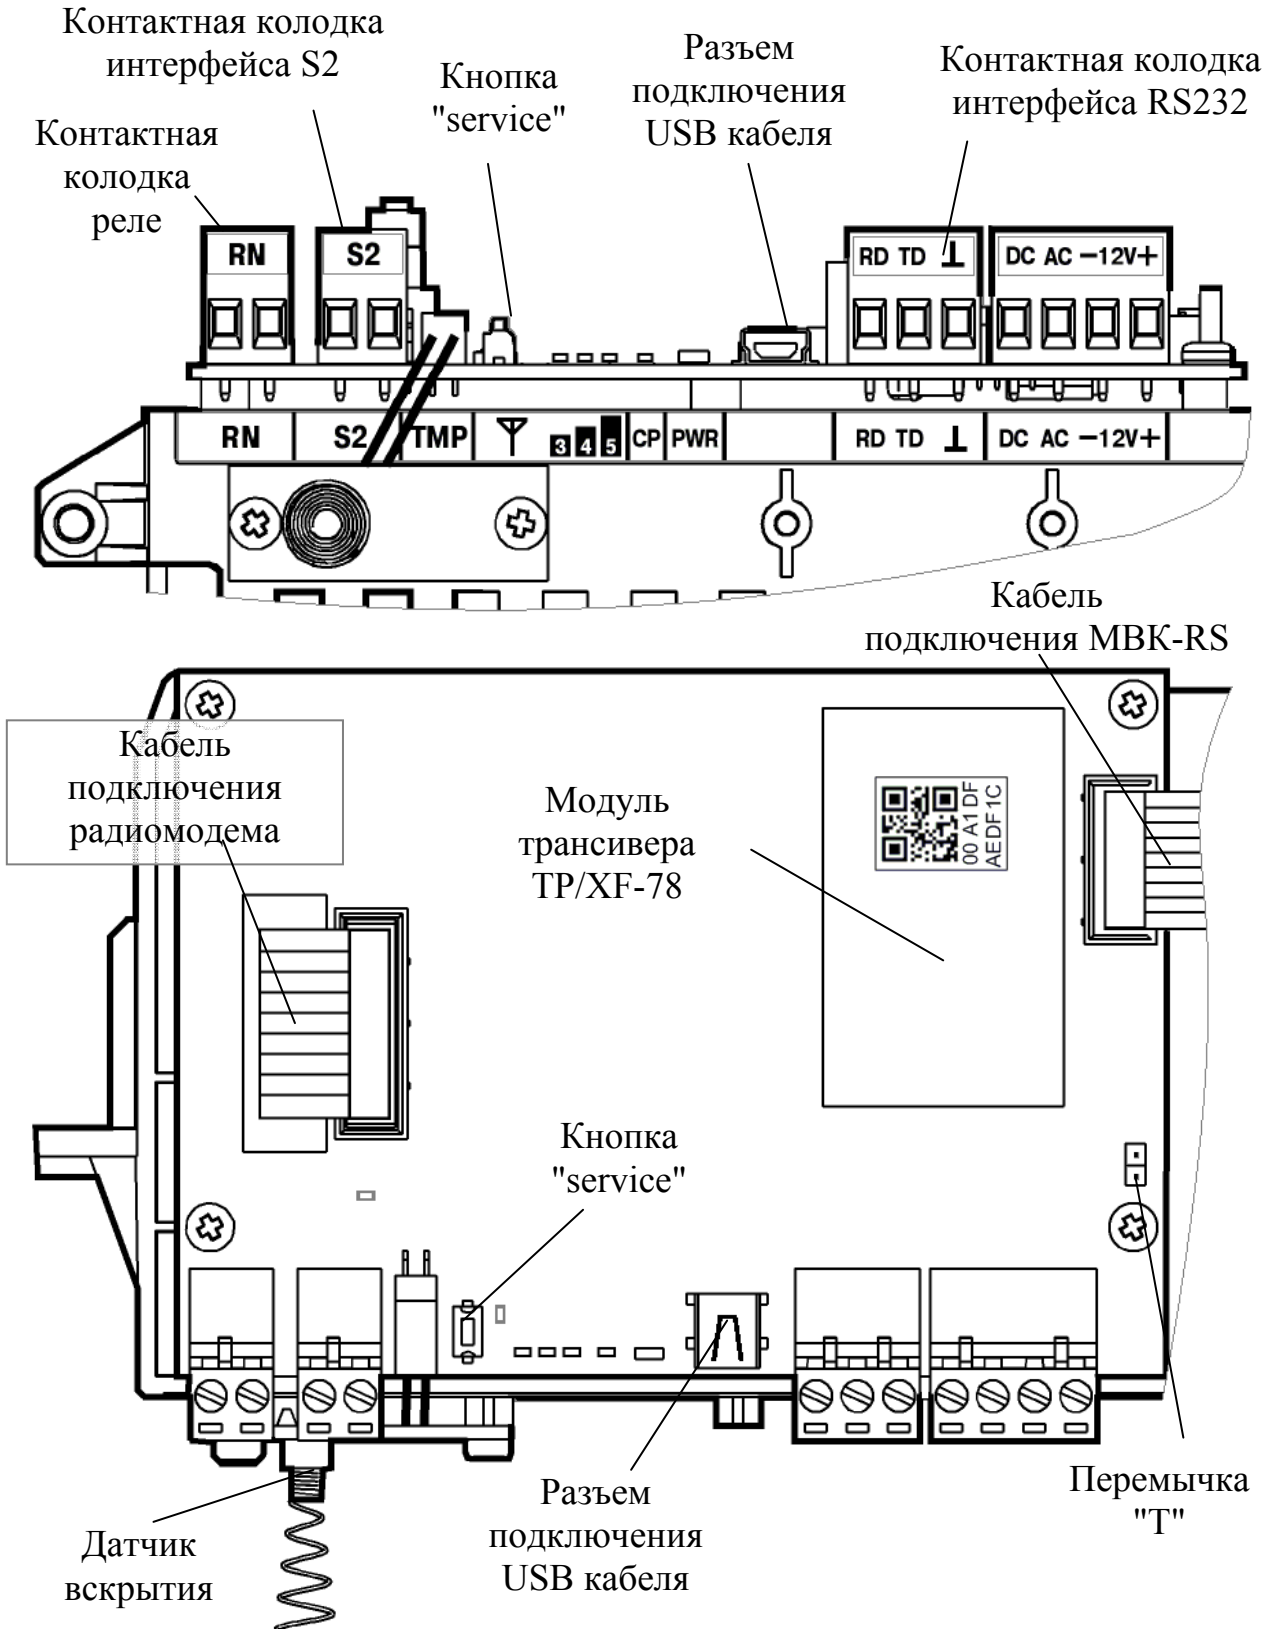 Контактная колодка
интерфейса S2
Кнопка
"service"
Разъем
подключения
USB кабеля
Контактная колодка
интерфейса RS232
Контактная
колодка
реле
RN
S2
RD TD ⊥
DC AC −12V+
RN
S2
TMP
3 4 5
CP
PWR
RD TD ⊥
DC AC −12V+
Кабель
подключения МВК-RS
Кабель
подключения
радиомодема
Модуль
трансивера
ТР/XF-78
00 A1 DF
AEDF1C
Кнопка
"service"
Перемычка
"Т"
Разъем
подключения
USB кабеля
Датчик
вскрытия